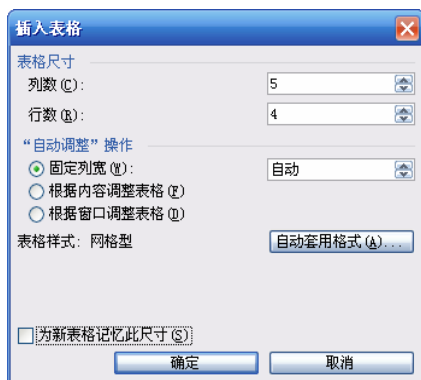 插入表格
表格尺寸
列数(C): 5
行数(R): 4
“自动调整”操作
固定列宽(W): 自动
根据内容调整表格(F)
根据窗口调整表格(D)
表格样式: 网格型 自动套用格式(A)...
为新表格记忆此尺寸(S)
确定 取消